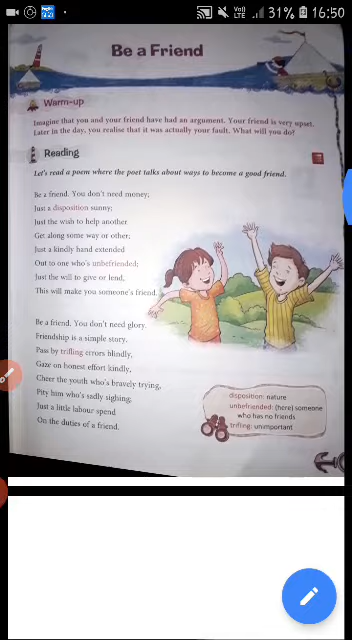 Vol)
LTE
31%
16:50
Be a Friend
Warm-up
Imagine that you and your friend have had an argument. Your friend is very upset.
Later in the day, you realise that it was actually your fault. What will you do?
Reading
Let's read a poem where the poet talks about ways to become a good friend.
Be a friend. You don't need money;
Just a disposition sunny;
Just the wish to help another
Get along some way or other;
Just a kindly hand extended
Out to one who's unbefriended;
Just the will to give or lend,
This will make you someone's friend.
Be a friend. You don't need glory.
Friendship is a simple story.
Pass by trifling errors blindly,
Gaze on honest effort kindly,
Cheer the youth who's bravely trying,
Pity him who's sadly sighing;
Just a little labour spend
On the duties of a friend.
disposition: nature
unbefriended: (here) someone
who has no friends
trifling: unimportant